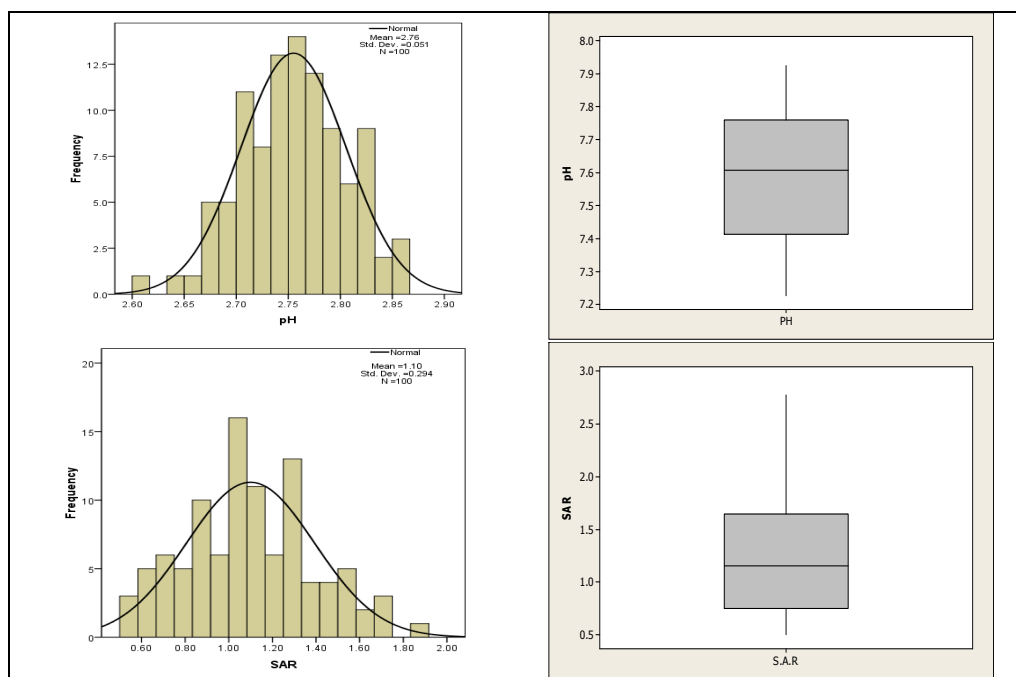 Normal
Mean =2.76
Std. Dev. =0.051
N =100
12.5
10.0
7.5
5.0
2.5
0.0
Frequency
2.60 2.65 2.70 2.75 2.80 2.85 2.90
pH
8.0
7.9
7.8
7.7
7.6
7.5
7.4
7.3
7.2
pH
PH
Normal
Mean =1.10
Std. Dev. =0.294
N =100
20
15
10
5
0
Frequency
0.60 0.80 1.00 1.20 1.40 1.60 1.80 2.00
SAR
3.0
2.5
2.0
1.5
1.0
0.5
SAR
S.A.R